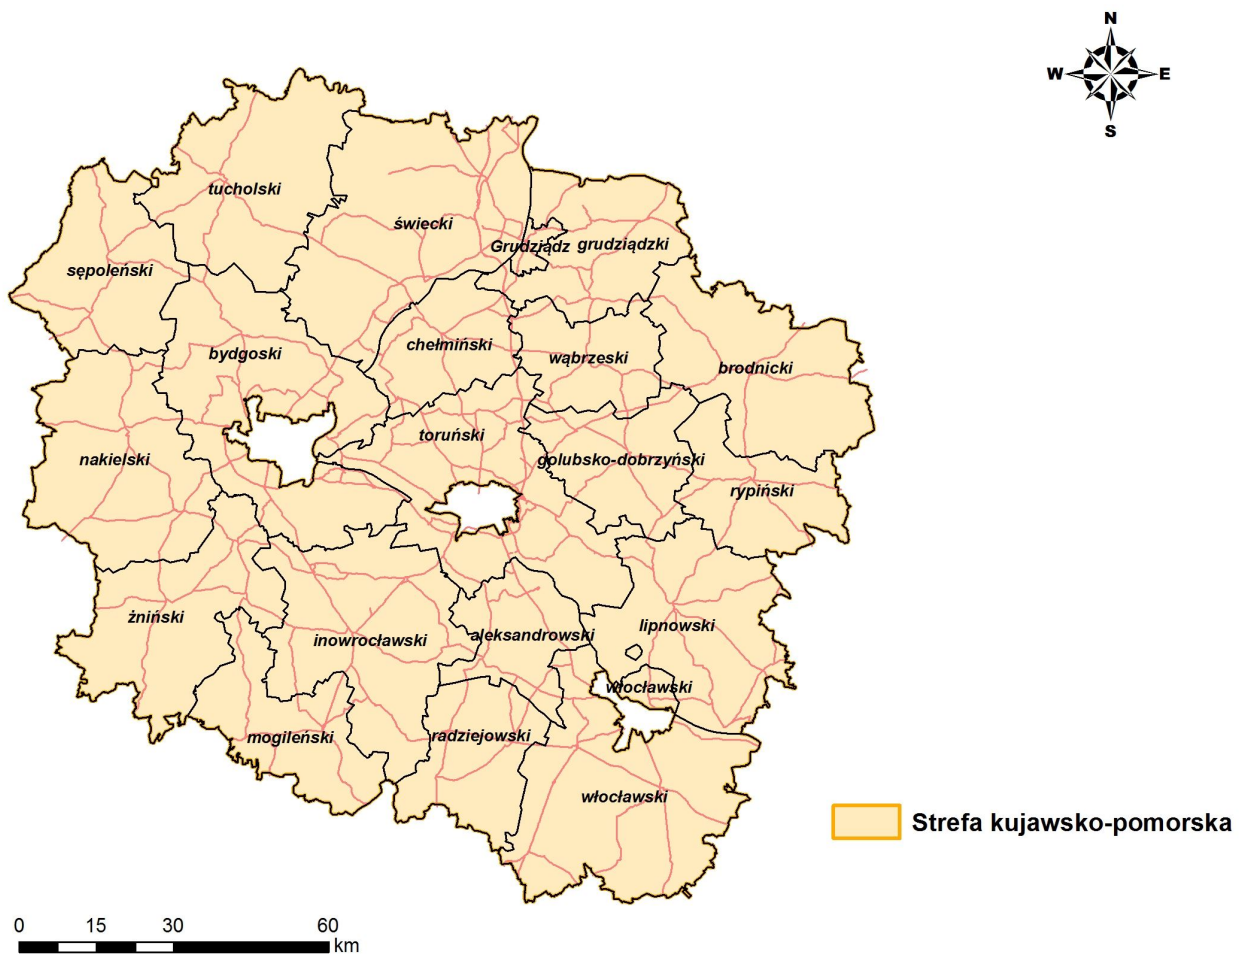 N
W E
S
tucholski
świecki
Grudziądz grudziądzki
sępoleński
chełmiński
bydgoski
wąbrzeski
brodnicki
toruński
nakielski
golubsko-dobrzyński
rypiński
żniński
lipnowski
inowrocławski
aleksandrowski
włocławski
mogileński
radziejowski
włocławski
Strefa kujawsko-pomorska
0 15 30 60
km